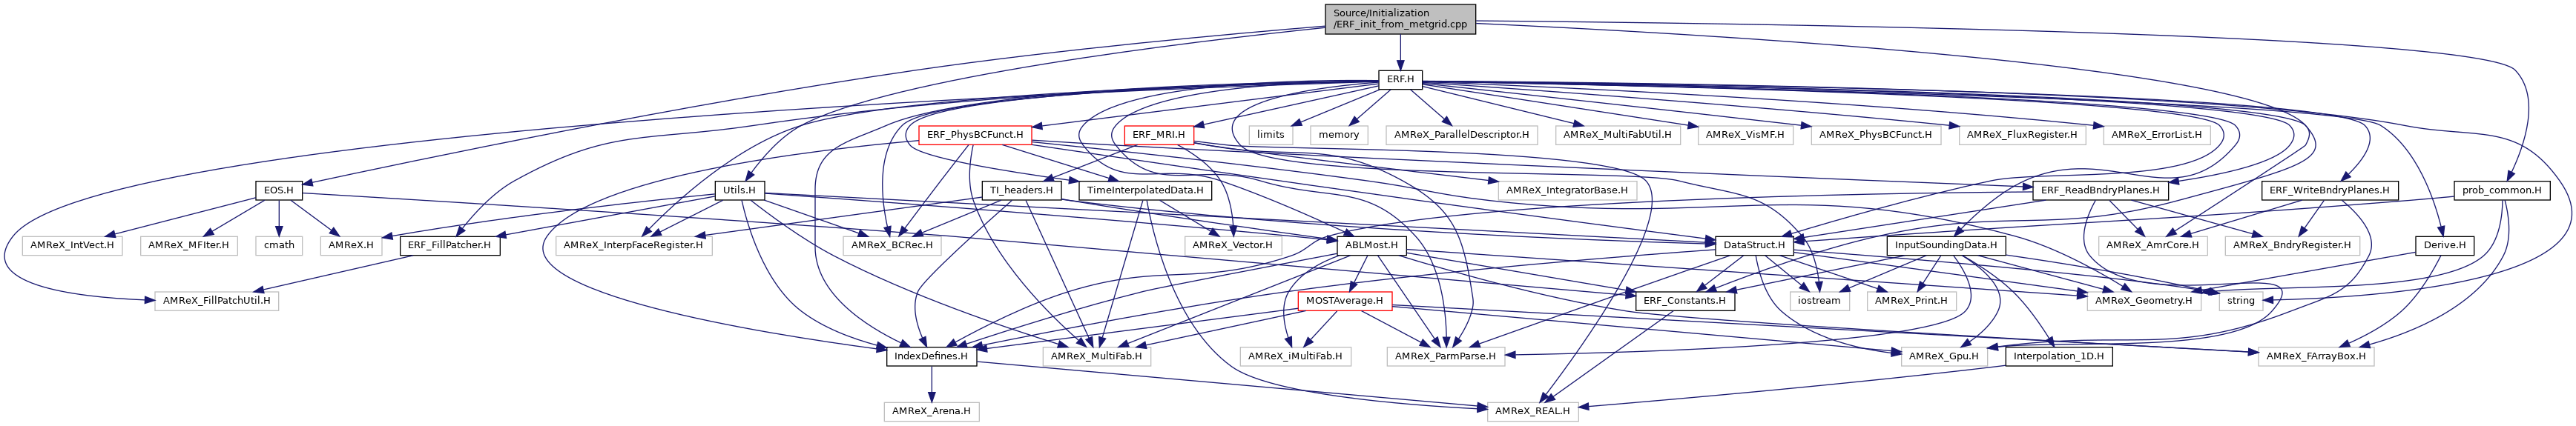 Source/Initialization
/ERF_init_from_metgrid.cpp
ERF.H
ERF_PhysBCFunct.H
ERF_MRI.H
limits
memory
AMReX_ParallelDescriptor.H
AMReX_MultiFabUtil.H
AMReX_VisMF.H
AMReX_PhysBCFunct.H
AMReX_FluxRegister.H
AMReX_ErrorList.H
EOS.H
Utils.H
TI_headers.H
TimeInterpolatedData.H
AMReX_IntegratorBase.H
ERF_ReadBndryPlanes.H
ERF_WriteBndryPlanes.H
prob_common.H
AMReX_IntVect.H
AMReX_MFIter.H
cmath
AMReX.H
ERF_FillPatcher.H
AMReX_InterpFaceRegister.H
AMReX_BCRec.H
AMReX_Vector.H
ABLMost.H
DataStruct.H
InputSoundingData.H
AMReX_AmrCore.H
AMReX_BndryRegister.H
Derive.H
AMReX_FillPatchUtil.H
MOSTAverage.H
ERF_Constants.H
iostream
AMReX_Print.H
AMReX_Geometry.H
string
IndexDefines.H
AMReX_MultiFab.H
AMReX_iMultiFab.H
AMReX_ParmParse.H
AMReX_Gpu.H
Interpolation_1D.H
AMReX_FArrayBox.H
AMReX_Arena.H
AMReX_REAL.H